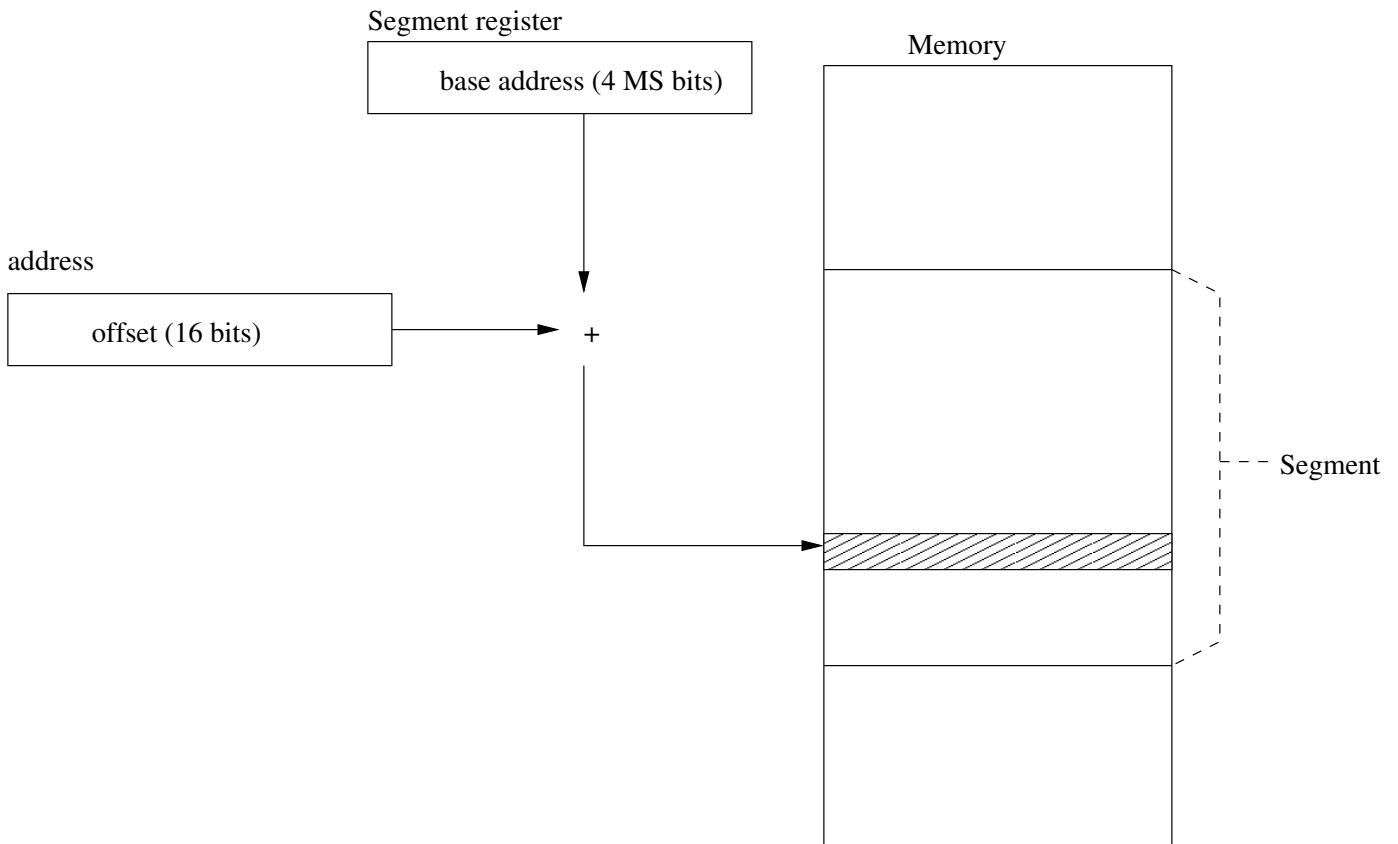 Segment register
Memory
base address (4 MS bits)
address
offset (16 bits)
+
Segment